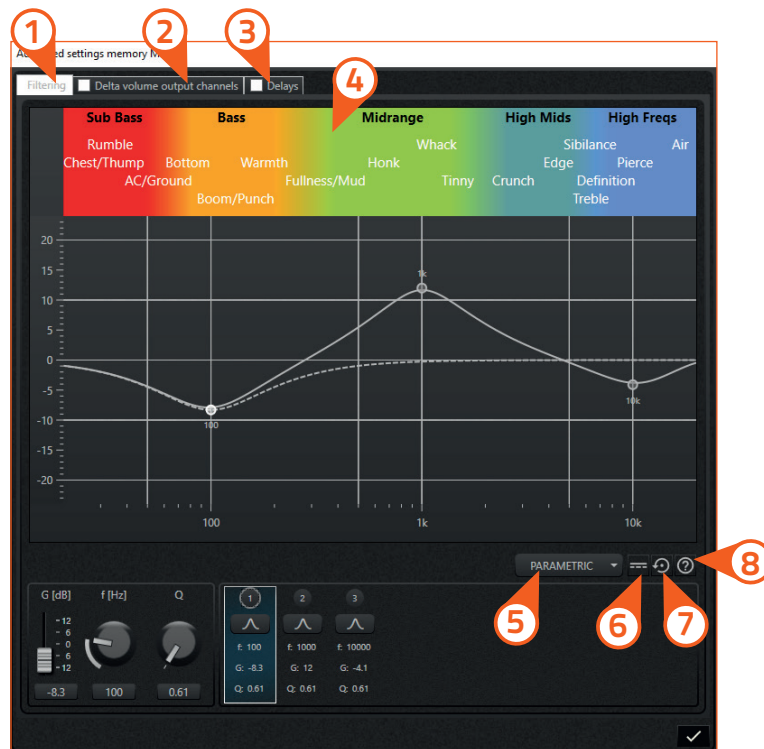 1 2 3
settings memory
Filtering Delta volume output channels Delays
4
Sub Bass Bass Midrange High Mids High Freqs
Rumble Whack Sibilance Air
Chest/Thump Bottom Warmth Honk Edge Pierce
AC/Ground Fullness/Mud Tinny Crunch Definition
Boom/Punch Treble
20
15
1k
10
5
0
-5
10k
-10
100
-15
-20
100 1k 10k
PARAMETRIC
8
5 6 7
G [dB] f [Hz] Q
1 2 3
12
6
0
6
-12
f: 100 f: 1000 f: 10000
G: -8.3 G: 12 G: -4.1
Q: 0.61 Q: 0.61 Q: 0.61
-8.3 100 0.61